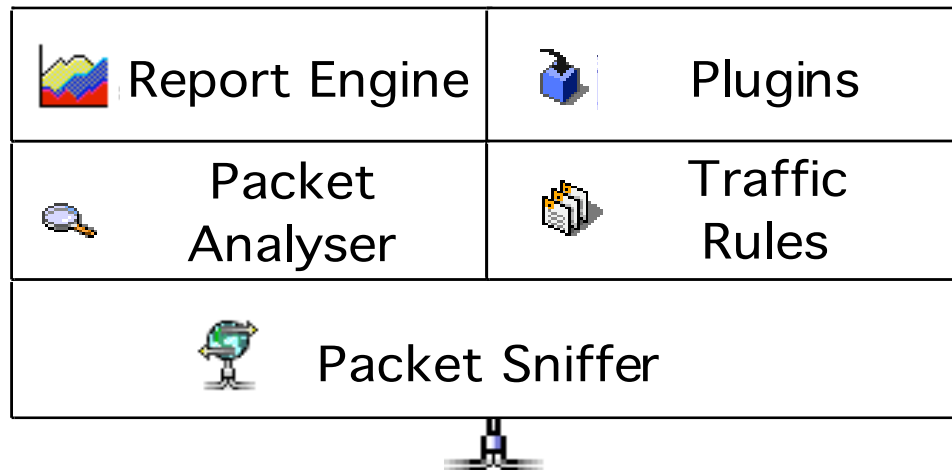 Report Engine
Plugins
Packet
Analyser
Traffic
Rules
Packet Sniffer